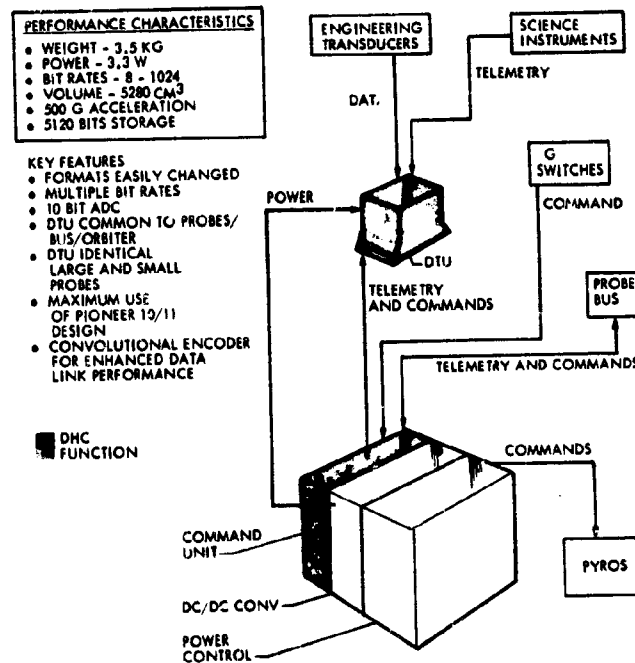 PERFORMANCE CHARACTERISTICS
• WEIGHT - 3.5 KG
• POWER - 3.3 W
• BIT RATES - 8 - 1024
• VOLUME - 5280 CM³
• 500 G ACCELERATION
• 5120 BITS STORAGE
KEY FEATURES
• FORMATS EASILY CHANGED
• MULTIPLE BIT RATES
• 10 BIT ADC
• DTU COMMON TO PROBES/
BUS/ORBITER
• DTU IDENTICAL
LARGE AND SMALL
PROBES
• MAXIMUM USE
OF PIONEER 10/11
DESIGN
• CONVOLUTIONAL ENCODER
FOR ENHANCED DATA
LINK PERFORMANCE
DHC
FUNCTION
ENGINEERING
TRANSDUCERS
SCIENCE
INSTRUMENTS
TELEMETRY
DAT.
G
SWITCHES
COMMAND
POWER
DTU
TELEMETRY
AND COMMANDS
PROBE
BUS
TELEMETRY AND COMMANDS
COMMANDS
PYROS
COMMAND
UNIT
DC/DC CONV
POWER
CONTROL